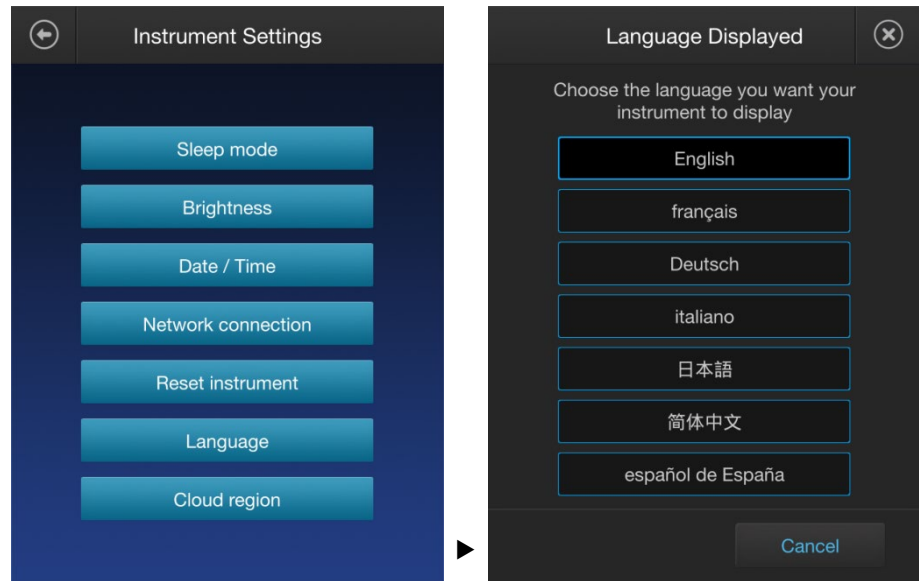 Instrument Settings
Sleep mode
Brightness
Date / Time
Network connection
Reset instrument
Language
Cloud region
Language Displayed
Choose the language you want your
instrument to display
English
français
Deutsch
italiano
日本語
简体中文
español de España
Cancel